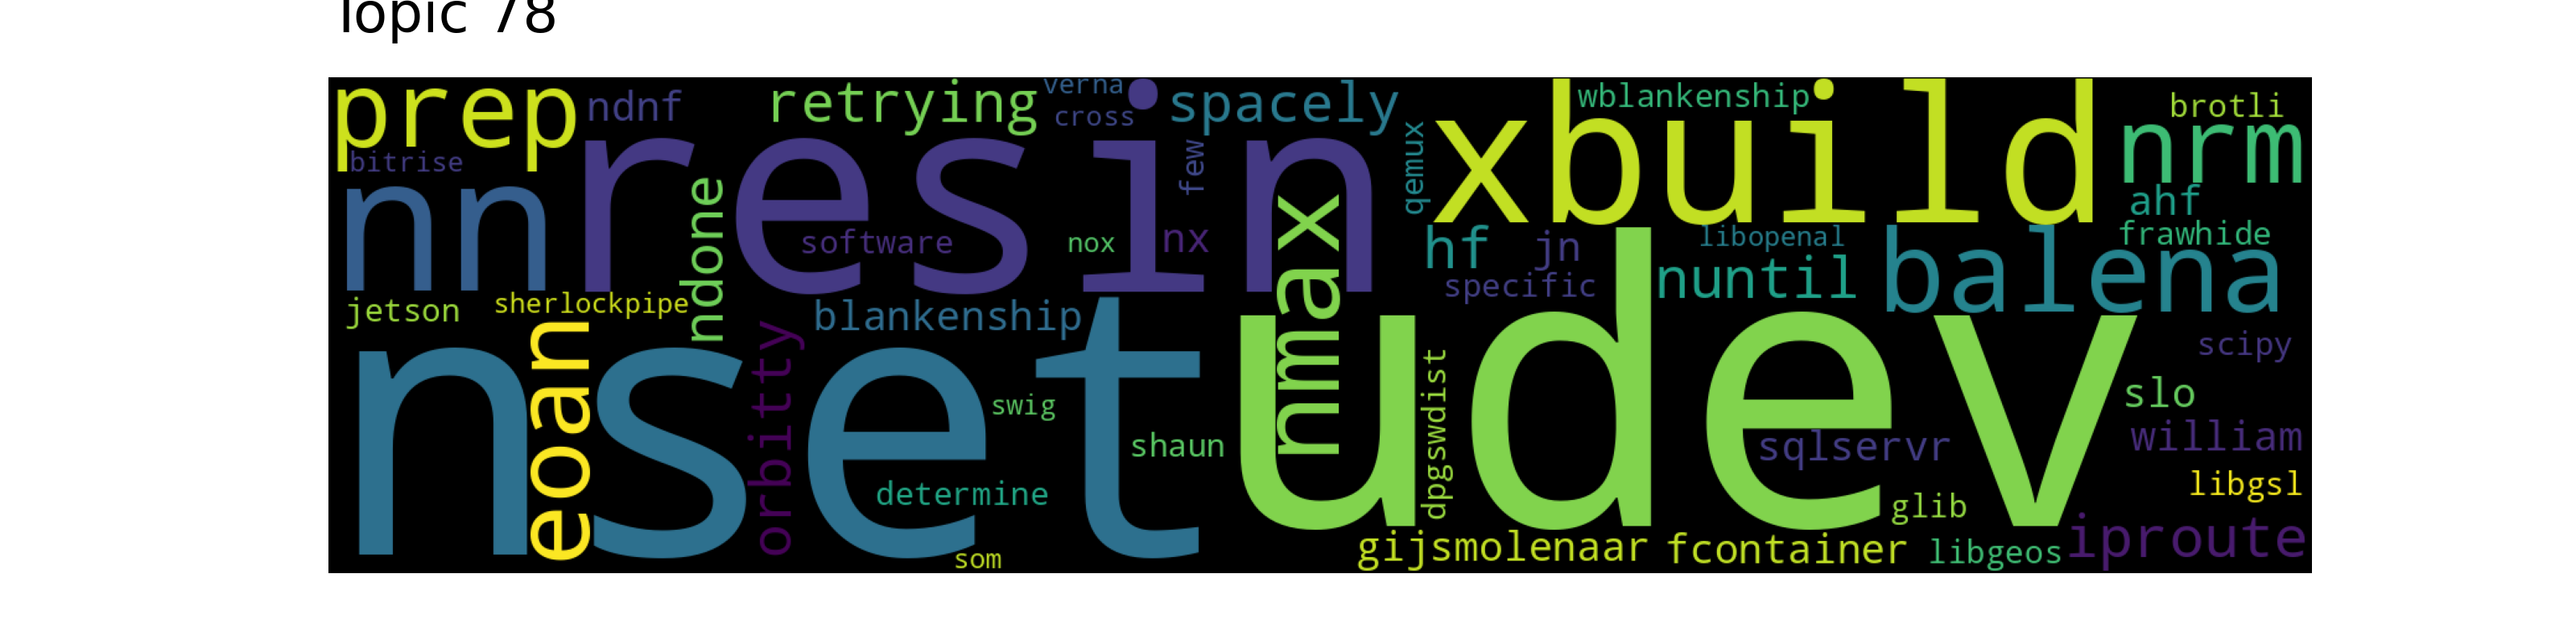 Topic 78
prep
ndnf
retrying
verna
cross
spacely
wblankenship
xbuild
brotli
nrm
bitrise
resin
few
qemux
ahf
nn
ndone
software
nox
nx
nmax
hf
jn
libopenal
frawhide
specific
nuntil
balena
jetson
sherlockpipe
blankenship
eoan
nset
orbitty
udev
scipy
swig
dpgswdist
slo
shaun
sqlservr
william
determine
glib
libgsl
som
gijsmolenaar
fcontainer
libgeos
iproute